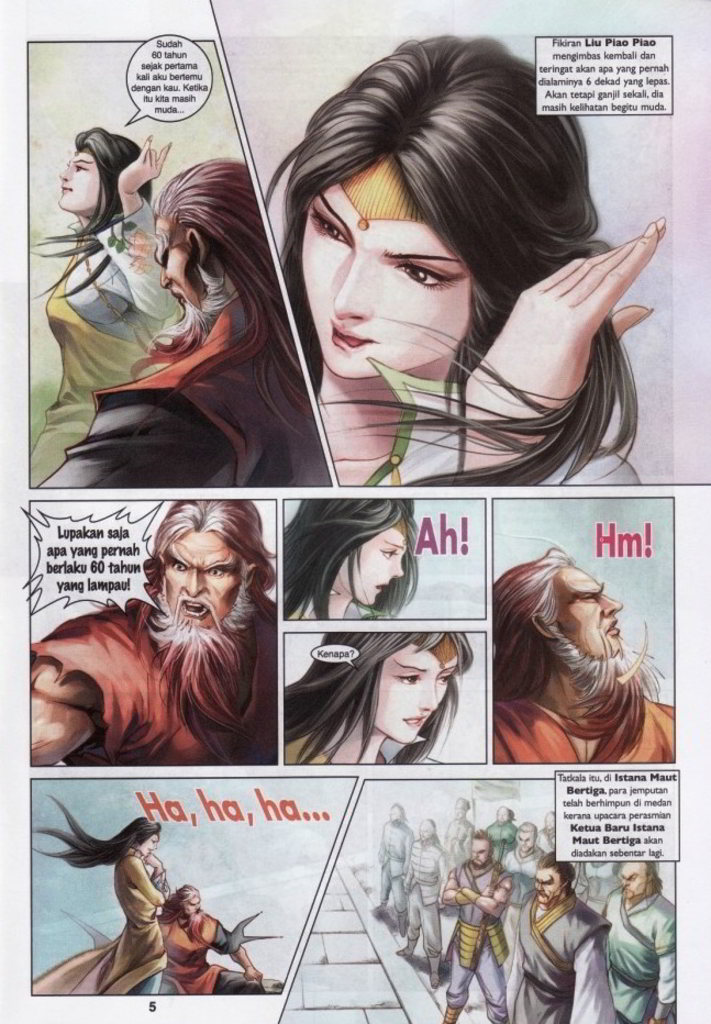 Sudah
60 tahun
sejak pertama
kali aku bertemu
dengan kau. Ketika
itu kita masih
muda...
Fikiran Liu Piao Piao
mengimbas kembali dan
teringat akan apa yang pernah
dialaminya 6 dekad yang lepas.
Akan tetapi ganjil sekali, dia
masih kelihatan begitu muda.
Lupakan saja
apa yang pernah
berlaku 60 tahun
yang lampau!
Ah!
Kenapa?
Hm!
Ha, ha, ha...
Tatkala itu, di Istana Maut
Bertiga, para jemputan
telah berhimpun di medan
kerana upacara perasmian
Ketua Baru Istana
Maut Bertiga akan
diadakan sebentar lagi.
5